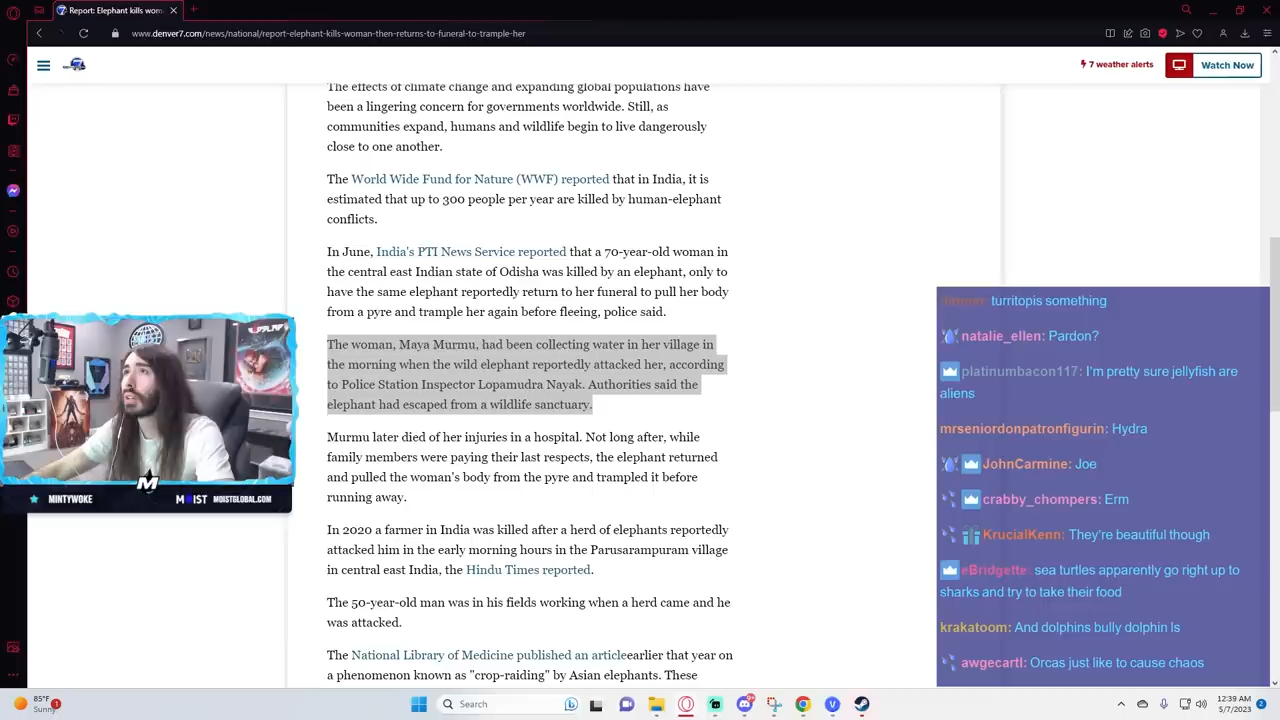 Report: Elephant kills wom
www.denver7.com/news/national/report-elephant-kills-woman-then-returns-to-funeral-to-trample-her
7 weather alerts
Watch Now
The effects of climate change and expanding global populations have
been a lingering concern for governments worldwide. Still, as
communities expand, humans and wildlife begin to live dangerously
close to one another.
The World Wide Fund for Nature (WWF) reported that in India, it is
estimated that up to 300 people per year are killed by human-elephant
conflicts.
In June, India's PTI News Service reported that a 70-year-old woman in
the central east Indian state of Odisha was killed by an elephant, only to
have the same elephant reportedly return to her funeral to pull her body
from a pyre and trample her again before fleeing, police said.
The woman, Maya Murmu, had been collecting water in her village in
the morning when the wild elephant reportedly attacked her, according
to Police Station Inspector Lopamudra Nayak. Authorities said the
elephant had escaped from a wildlife sanctuary.
Murmu later died of her injuries in a hospital. Not long after, while
family members were paying their last respects, the elephant returned
and pulled the woman's body from the pyre and trampled it before
running away.
In 2020 a farmer in India was killed after a herd of elephants reportedly
attacked him in the early morning hours in the Parusarampuram village
in central east India, the Hindu Times reported.
The 50-year-old man was in his fields working when a herd came and he
was attacked.
The National Library of Medicine published an articleearlier that year on
a phenomenon known as "crop-raiding" by Asian elephants. These
turritopis something
natalie_ellen: Pardon?
platinumbacon117: I'm pretty sure jellyfish are
aliens
mrseniordonpatronfigurin: Hydra
JohnCarmine: Joe
crabby_chompers: Erm
KrucialKenn: They're beautiful though
eBridgette: sea turtles apparently go right up to
sharks and try to take their food
krakatoom: And dolphins bully dolphin ls
awgecartl: Orcas just like to cause chaos
MINTYWOKE
M IST MOISTGLOBAL.COM
85°F
Sunny
Search
12:39 AM
5/7/2023